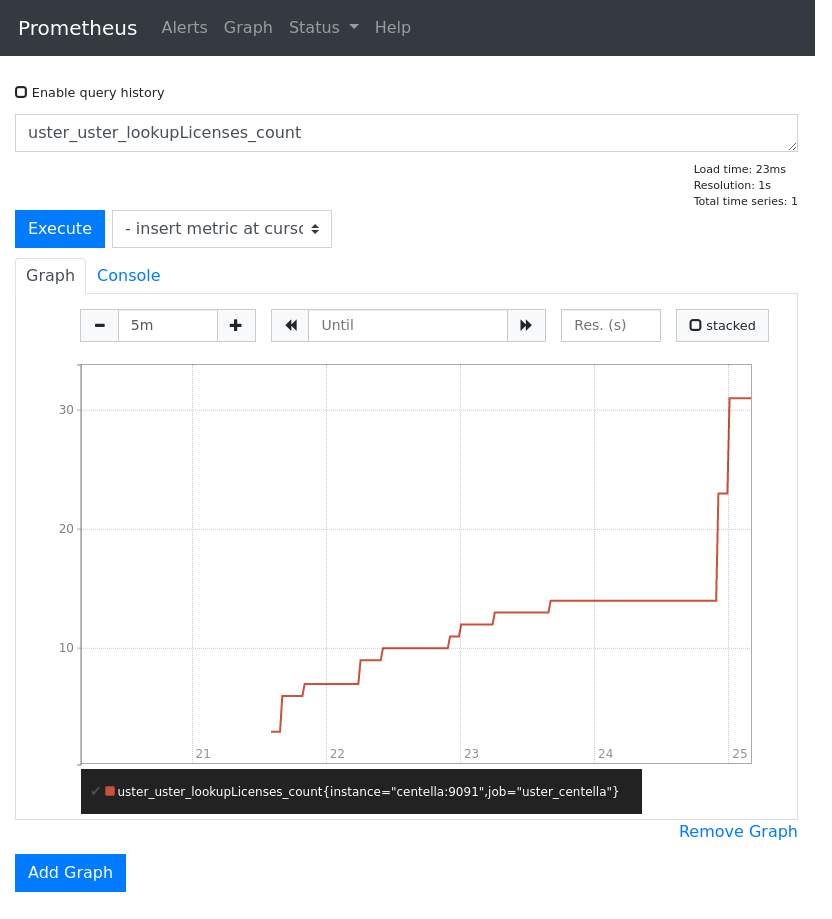 Prometheus Alerts Graph Status Help
Enable query history
uster_uster_lookupLicenses_count
Load time: 23ms
Resolution: 1s
Total time series: 1
Execute - insert metric at curso
Graph Console
5m Until Res. (s) stacked
30
20
10
21 22 23 24 25
✔ uster_uster_lookupLicenses_count{instance="centella:9091",job="uster_centella"}
Remove Graph
Add Graph